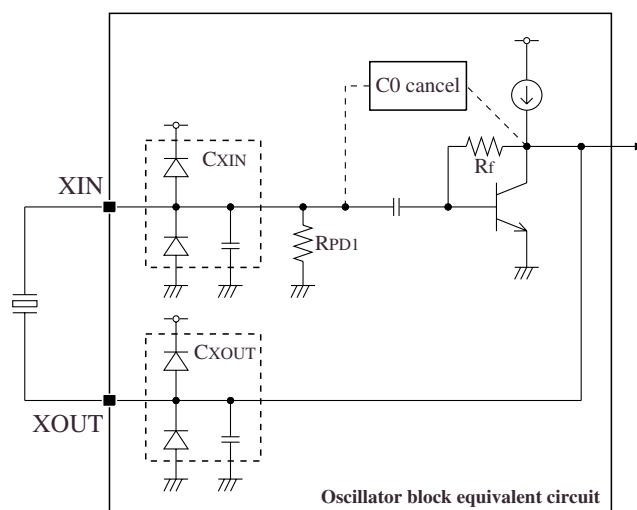 C0 cancel
CXIN
Rf
XIN
RPD1
CXOUT
XOUT
Oscillator block equivalent circuit